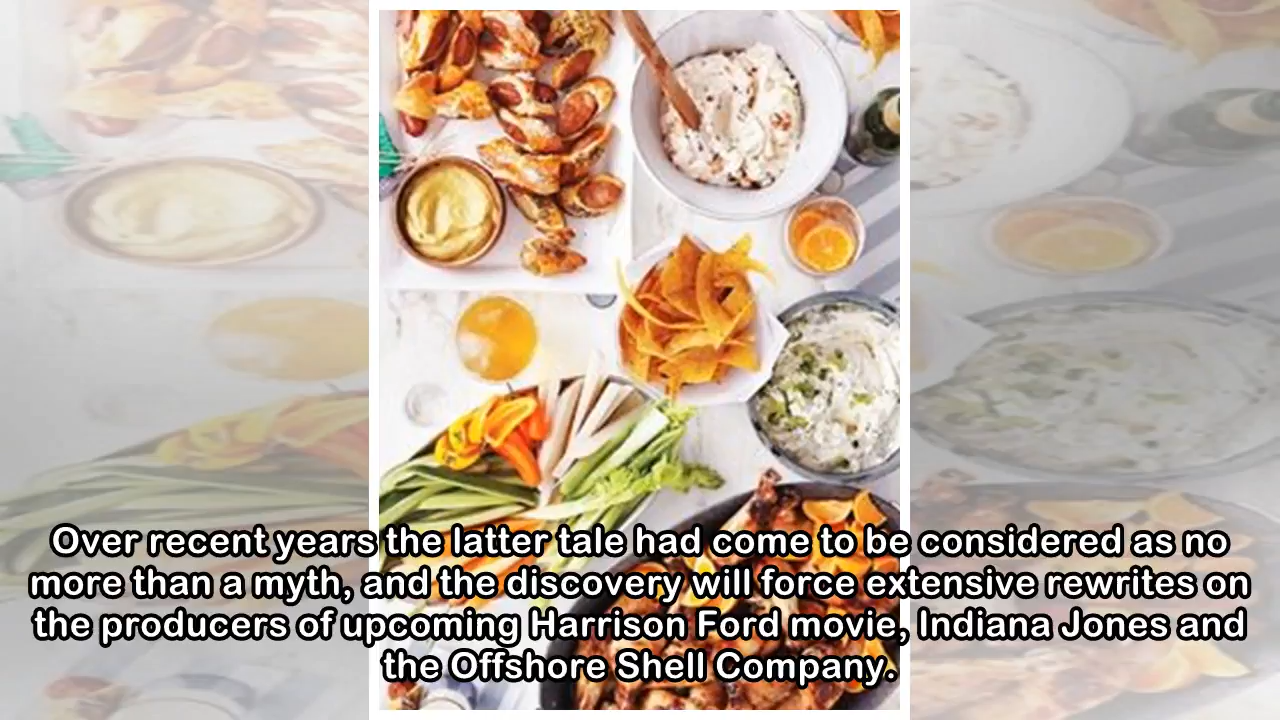 Over recent years the latter tale had come to be considered as no
more than a myth, and the discovery will force extensive rewrites on
the producers of upcoming Harrison Ford movie, Indiana Jones and
the Offshore Shell Company.